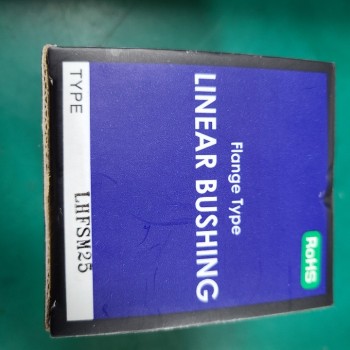 RoHS
Flange Type
LINEAR BUSHING
TYPE LHFSM25